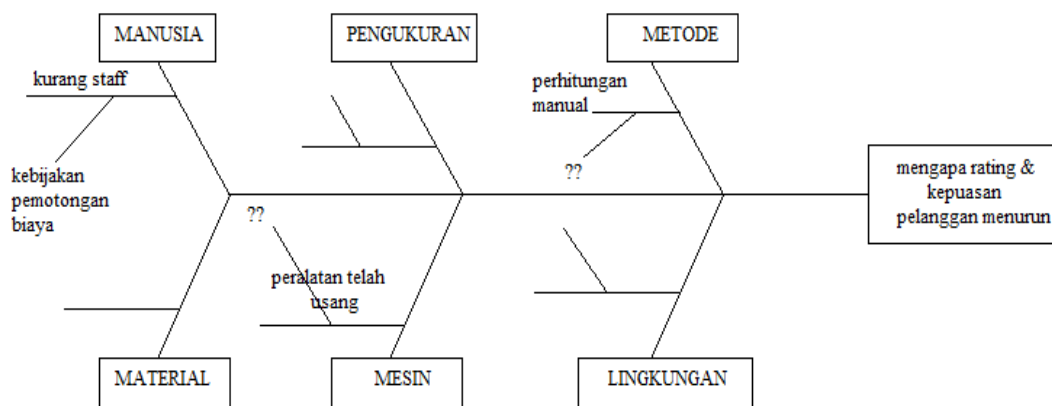 MANUSIA
PENGUKURAN
METODE
kurang staff
perhitungan
manual
kebijakan
pemotongan
biaya
??
mengapa rating &
kepuasan
pelanggan menurun
??
peralatan telah
usang
MATERIAL
MESIN
LINGKUNGAN